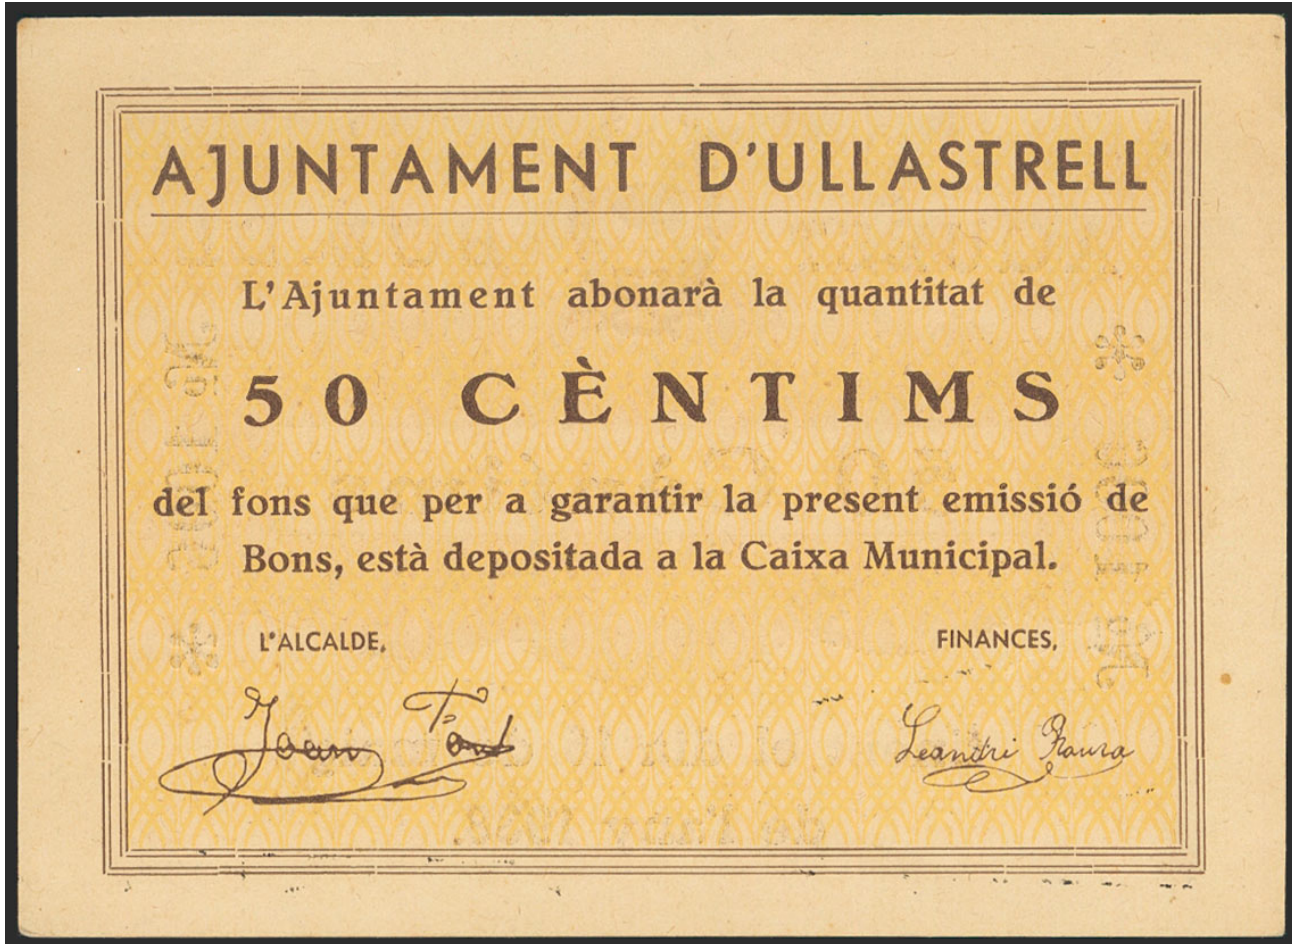 AJUNTAMENT D'ULLASTRELL
L'Ajuntament abonarà la quantitat de
50 CÈNTIMS
del fons que per a garantir la present emissió de
Bons, està depositada a la Caixa Municipal.
L'ALCALDE, FINANCES,
Joan Font Leandri Roura